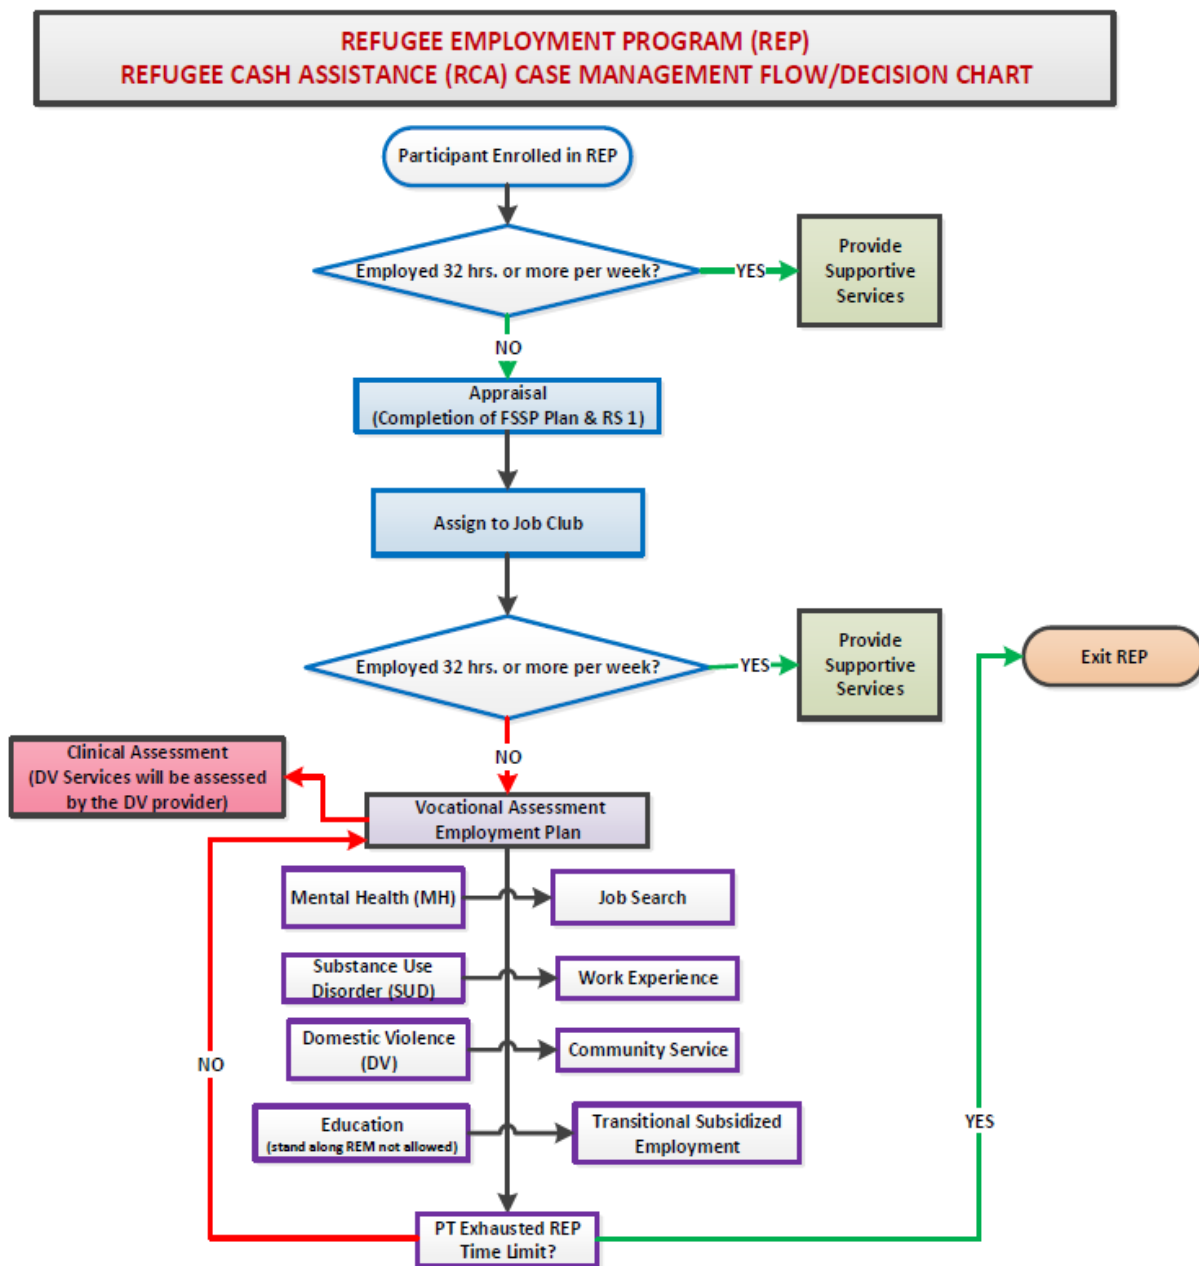 REFUGEE EMPLOYMENT PROGRAM (REP)
REFUGEE CASH ASSISTANCE (RCA) CASE MANAGEMENT FLOW/DECISION CHART
Participant Enrolled in REP
Employed 32 hrs. or more per week?
YES
Provide
Supportive
Services
NO
Appraisal
(Completion of FSSP Plan & RS 1)
Assign to Job Club
Employed 32 hrs. or more per week?
YES
Provide
Supportive
Services
Exit REP
NO
Clinical Assessment
(DV Services will be assessed
by the DV provider)
Vocational Assessment
Employment Plan
Mental Health (MH)
Job Search
Substance Use
Disorder (SUD)
Work Experience
Domestic Violence
(DV)
Community Service
NO
Education
(stand along REM not allowed)
Transitional Subsidized
Employment
YES
PT Exhausted REP
Time Limit?